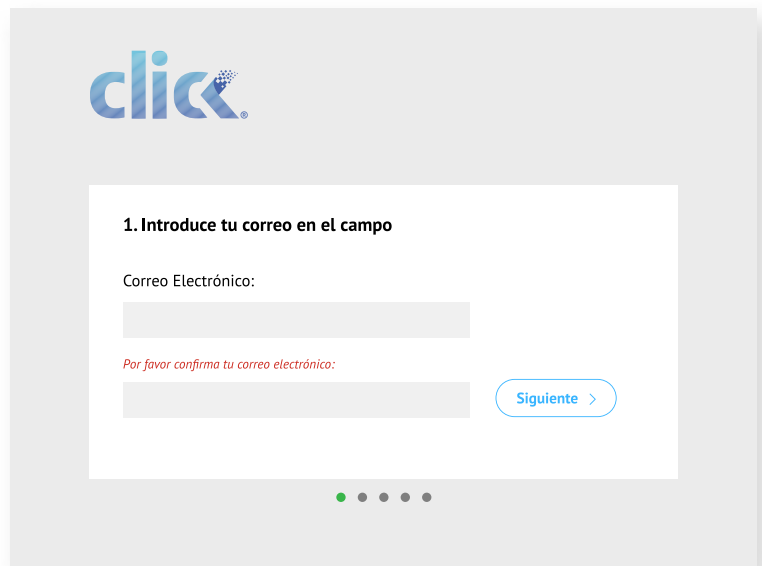 click®
1. Introduce tu correo en el campo
Correo Electrónico:
Por favor confirma tu correo electrónico:
Siguiente